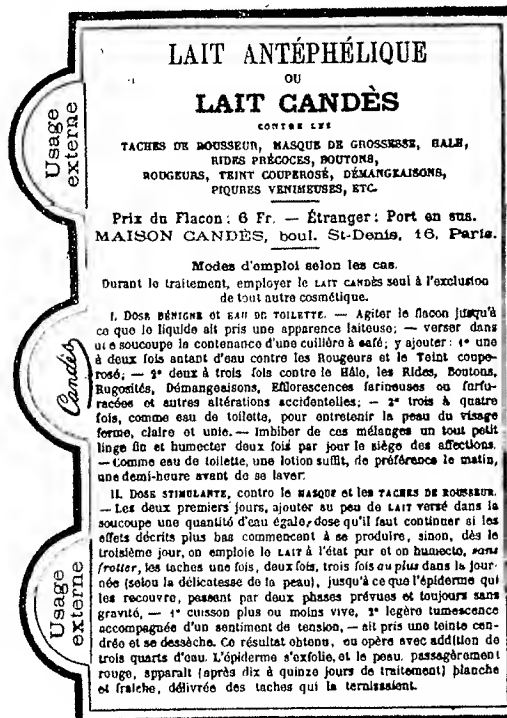 LAIT ANTÉPHÉLIQUE
OU
LAIT CANDÈS
CONTRE LES
TACHES DE ROUSSEUR, MASQUE DE GROSSESSE, HALE,
RIDES PRÉCOCES, BOUTONS,
ROUGEURS, TEINT COUPEROSÉ, DÉMANGEAISONS,
PIQURES VENIMEUSES, ETC.
Prix du Flacon: 6 Fr. — Étranger: Port en sus.
MAISON CANDÈS, boul. St-Denis, 16, Paris.
Modes d'emploi selon les cas.
Durant le traitement, employer le LAIT CANDÈS seul à l'exclusion
de tout autre cosmétique.
I. DOSE BÉNIGNE et EAU DE TOILETTE. — Agiter le flacon jusqu'à
ce que le liquide ait pris une apparence laiteuse; — verser dans
une soucoupe la contenance d'une cuillère à café; y ajouter: 1° une
à deux fois autant d'eau contre les Rougeurs et le Teint coupe-
rosé; — 2° deux à trois fois contre le Hâle, les Rides, Boutons,
Rugosités, Démangeaisons, Efflorescences farineuses ou furfu-
racées et autres altérations accidentelles; — 3° trois à quatre
fois, comme eau de toilette, pour entretenir la peau du visage
ferme, claire et unie. — Imbiber de ces mélanges un tout petit
linge fin et humecter deux fois par jour le siège des affections.
— Comme eau de toilette, une lotion suffit, de préférence le matin,
une demi-heure avant de se laver.
II. DOSE STIMULANTE, contre le MASQUE et les TACHES DE ROUSSEUR.
— Les deux premiers jours, ajouter au peu de LAIT versé dans la
soucoupe une quantité d'eau égale, dose qu'il faut continuer si les
effets décrits plus bas commencent à se produire, sinon, dès le
troisième jour, on emploie le LAIT à l'état pur et on humecte, sans
frotter, les taches une fois, deux fois, trois fois au plus dans la jour-
née (selon la délicatesse de la peau), jusqu'à ce que l'épiderme qui
les recouvre, passant par deux phases prévues et toujours sans
gravité, — 1° cuisson plus ou moins vive, 2° legère tumescence
accompagnée d'un sentiment de tension, — ait pris une teinte cen-
drée et se dessèche. Ce résultat obtenu, on opère avec addition de
trois quarts d'eau. L'épiderme s'exfolie, et la peau, passagèrement
rouge, apparaît (après dix à quinze jours de traitement) blanche
et fraîche, délivrée des taches qui la ternissaient.
Usage
externe
Candès
Usage
externe